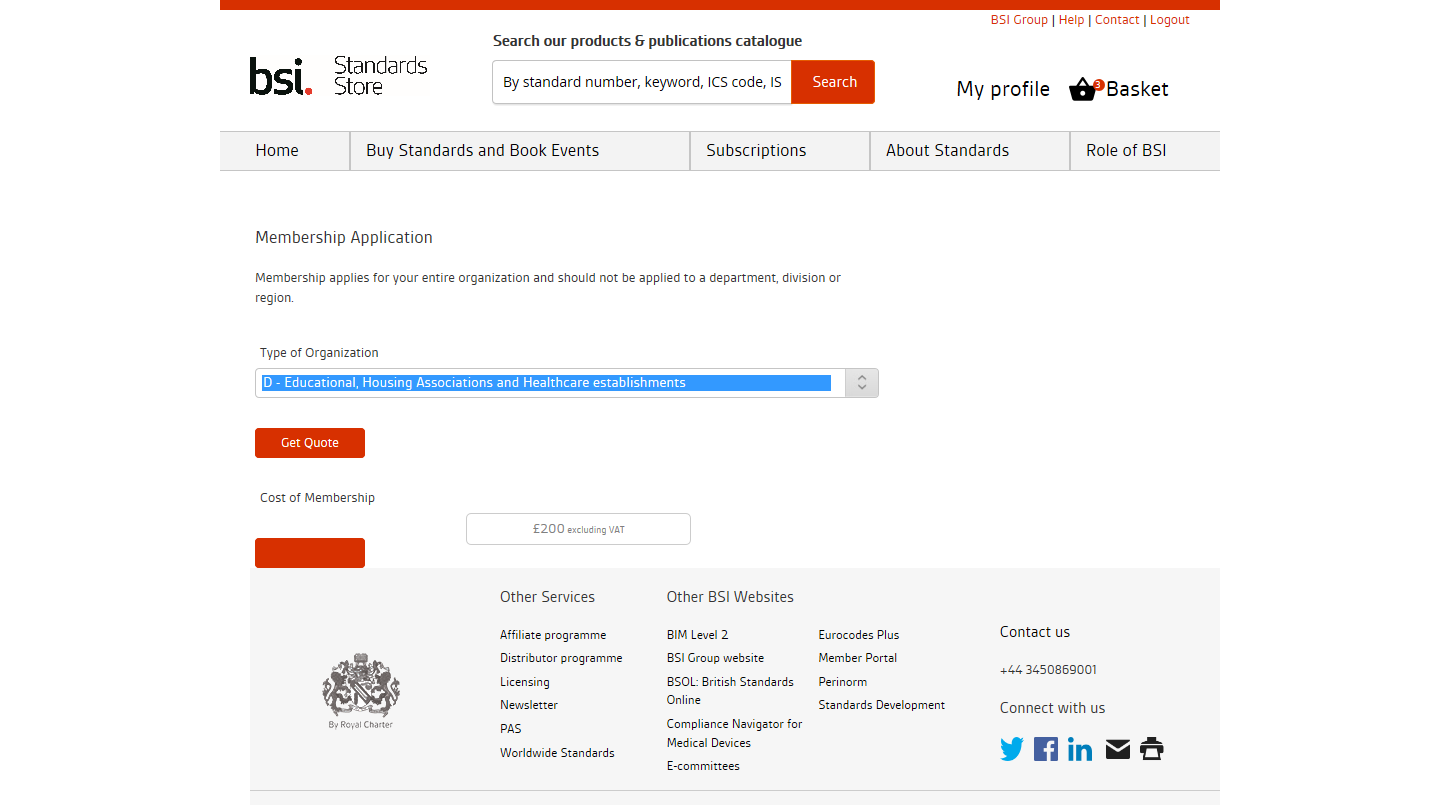 BSI Group | Help | Contact | Logout
Search our products & publications catalogue
bsi. Standards Store
By standard number, keyword, ICS code, IS
Search
My profile
3
Basket
Home
Buy Standards and Book Events
Subscriptions
About Standards
Role of BSI
Membership Application
Membership applies for your entire organization and should not be applied to a department, division or
region.
Type of Organization
D - Educational, Housing Associations and Healthcare establishments
Get Quote
Cost of Membership
£200 excluding VAT
By Royal Charter
Other Services
Affiliate programme
Distributor programme
Licensing
Newsletter
PAS
Worldwide Standards
Other BSI Websites
BIM Level 2
BSI Group website
BSOL: British Standards
Online
Compliance Navigator for
Medical Devices
E-committees
Eurocodes Plus
Member Portal
Perinorm
Standards Development
Contact us
+44 3450869001
Connect with us